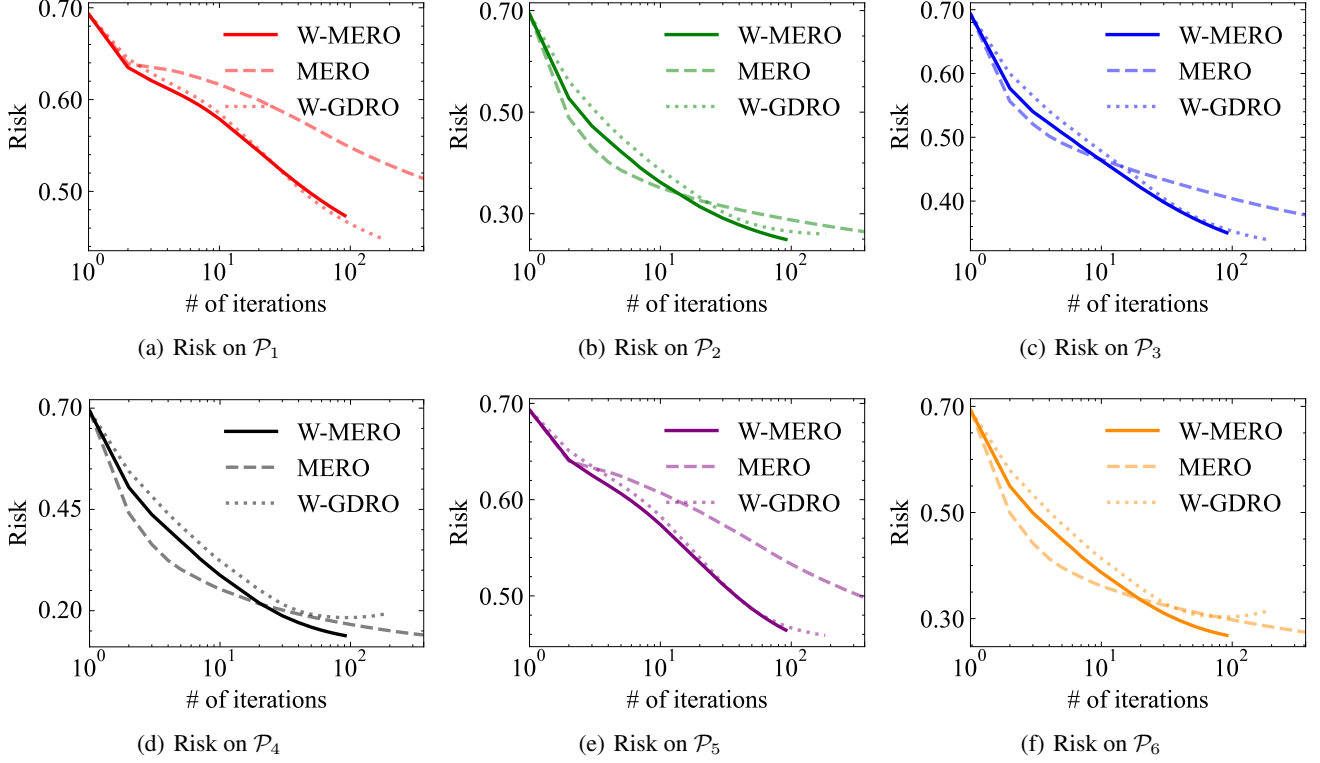 0.70
0.60
0.50
Risk
W-MERO
MERO
W-GDRO
10^0
10^1
10^2
# of iterations
(a) Risk on 𝒫_1
0.70
0.50
0.30
Risk
W-MERO
MERO
W-GDRO
10^0
10^1
10^2
# of iterations
(b) Risk on 𝒫_2
0.70
0.60
0.50
0.40
Risk
W-MERO
MERO
W-GDRO
10^0
10^1
10^2
# of iterations
(c) Risk on 𝒫_3
0.70
0.45
0.20
Risk
W-MERO
MERO
W-GDRO
10^0
10^1
10^2
# of iterations
(d) Risk on 𝒫_4
0.70
0.60
0.50
Risk
W-MERO
MERO
W-GDRO
10^0
10^1
10^2
# of iterations
(e) Risk on 𝒫_5
0.70
0.50
0.30
Risk
W-MERO
MERO
W-GDRO
10^0
10^1
10^2
# of iterations
(f) Risk on 𝒫_6